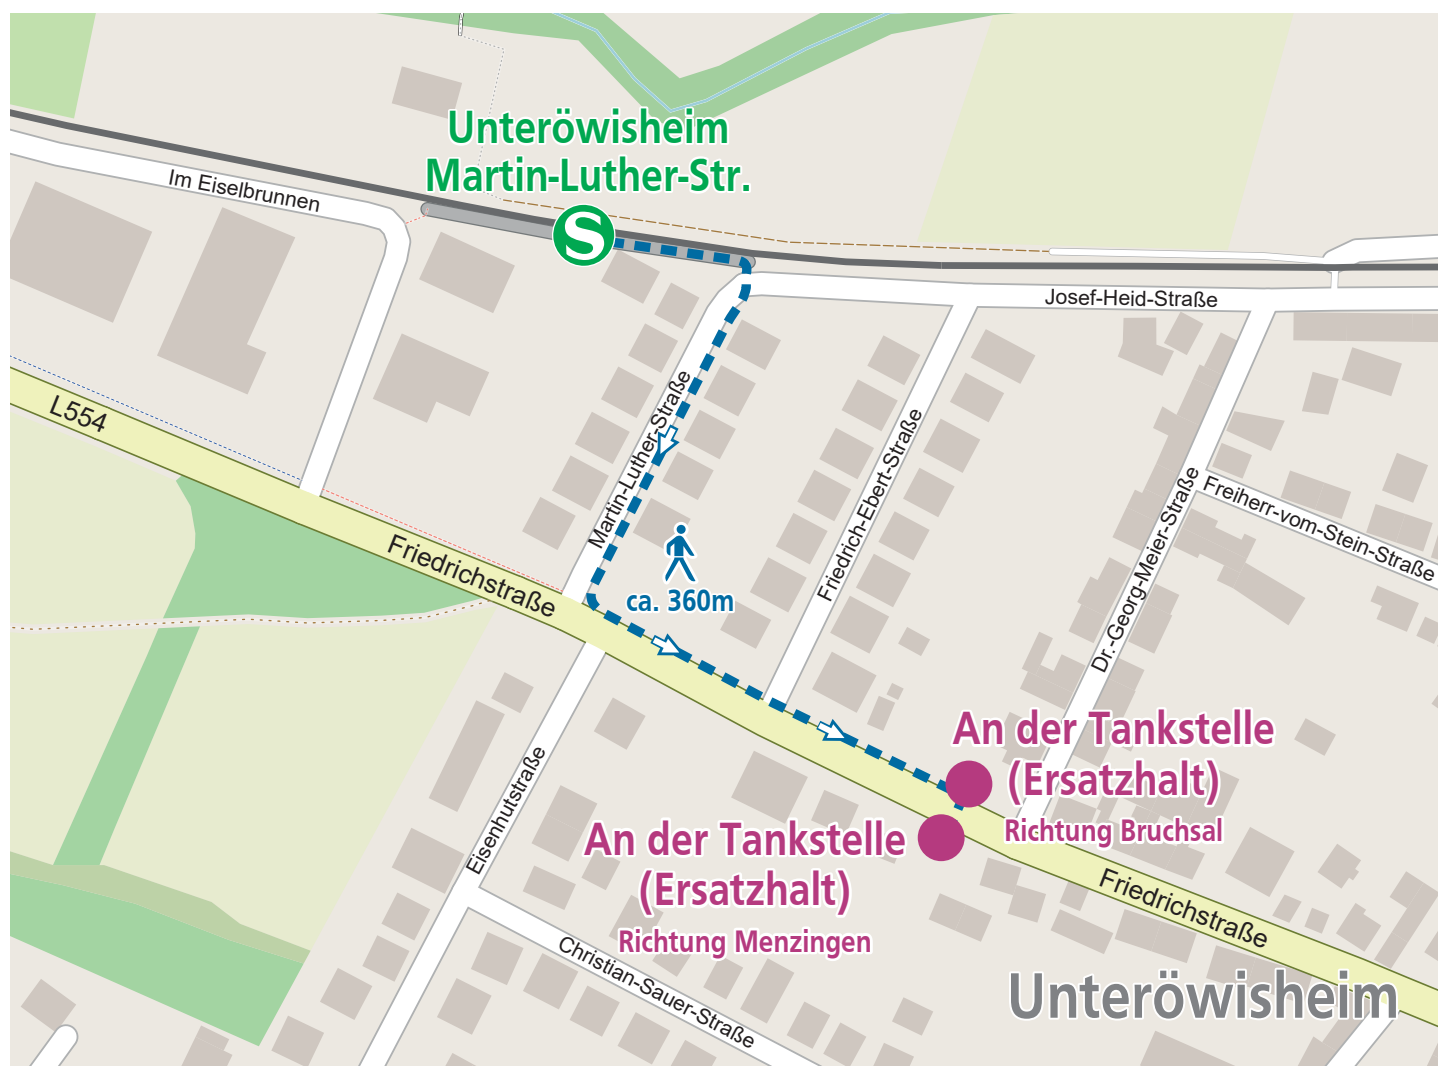 Unteröwisheim
Martin-Luther-Str.
S
Im Eiselbrunnen
Josef-Heid-Straße
L554
Martin-Luther-Straße
Friedrich-Ebert-Straße
Dr.-Georg-Meier-Straße
Freiherr-vom-Stein-Straße
Friedrichstraße
ca. 360m
An der Tankstelle
(Ersatzhalt)
Richtung Bruchsal
Eisenhutstraße
An der Tankstelle
(Ersatzhalt)
Richtung Menzingen
Friedrichstraße
Christian-Sauer-Straße
Unteröwisheim